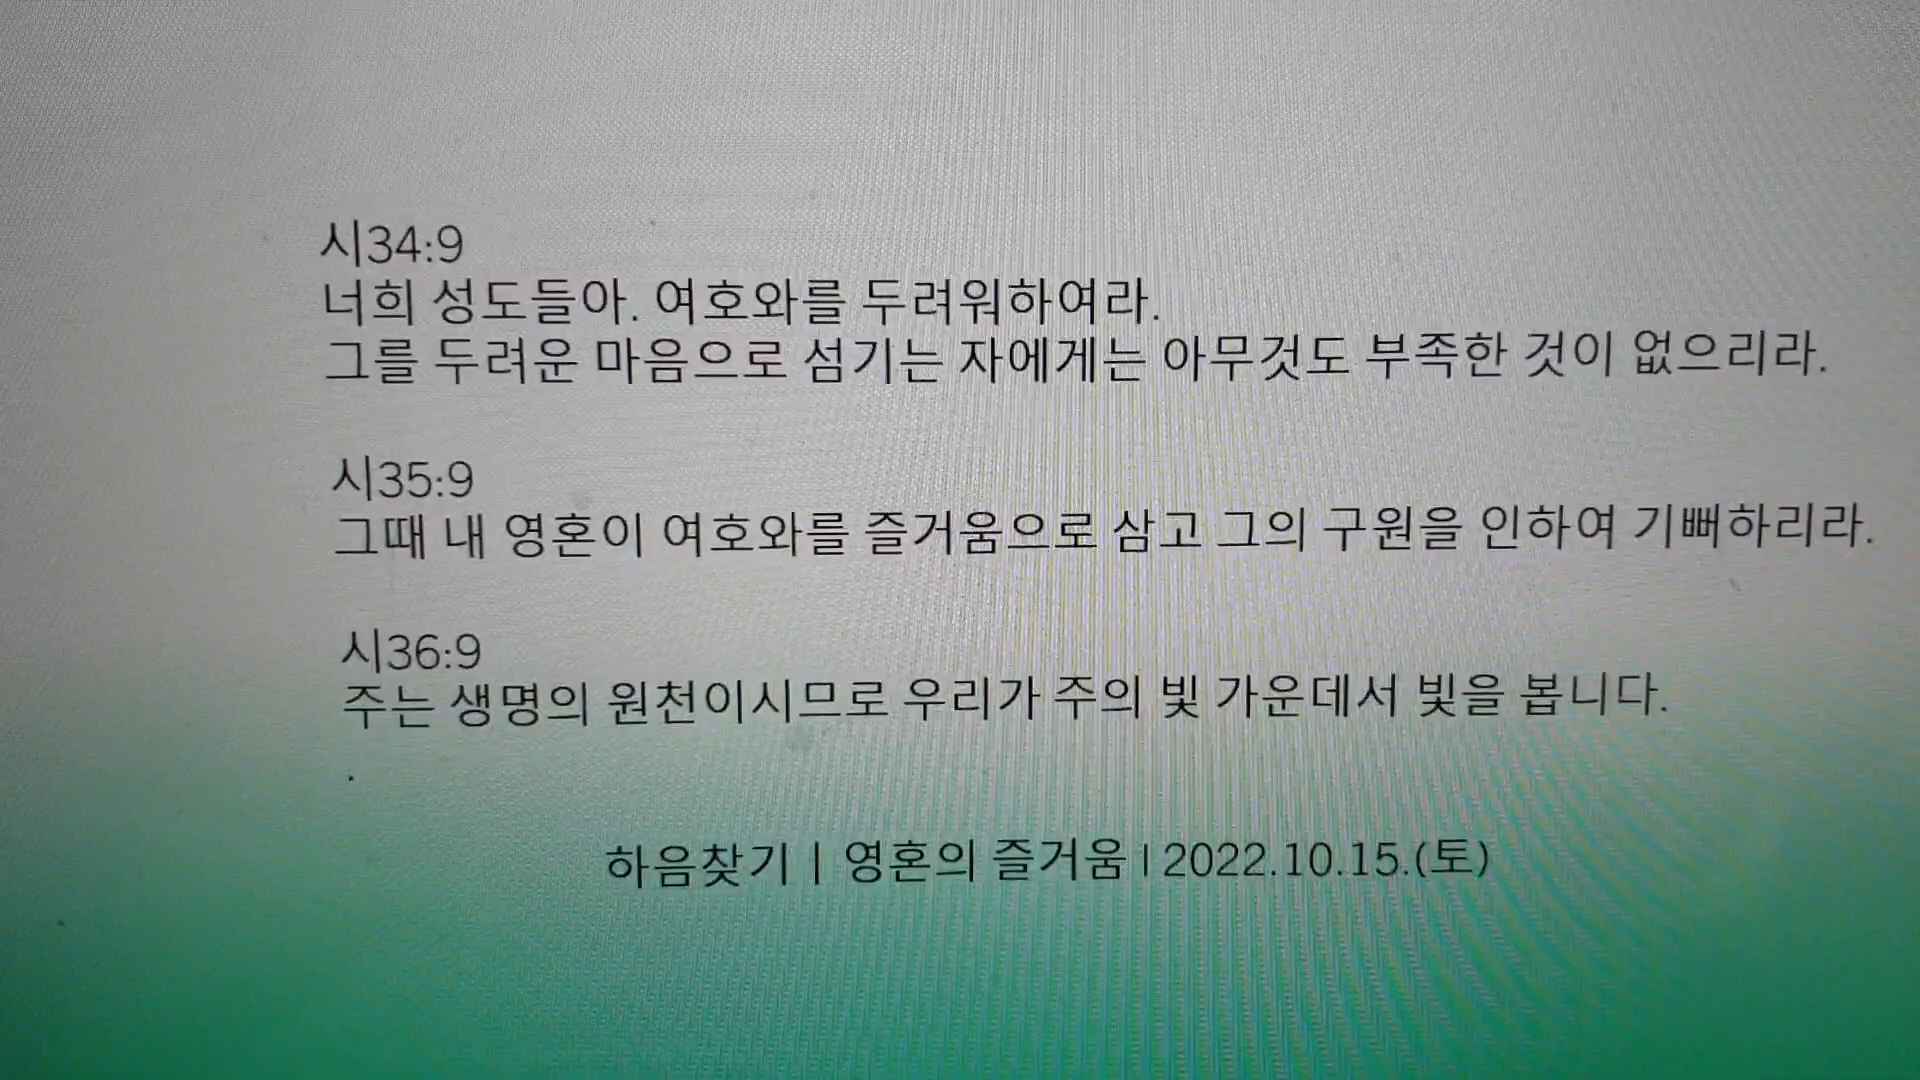 시34:9
너희 성도들아. 여호와를 두려워하여라.
그를 두려운 마음으로 섬기는 자에게는 아무것도 부족한 것이 없으리라.
시35:9
그때 내 영혼이 여호와를 즐거움으로 삼고 그의 구원을 인하여 기뻐하리라.
시36:9
주는 생명의 원천이시므로 우리가 주의 빛 가운데서 빛을 봅니다.
.
하음찾기 | 영혼의 즐거움 | 2022.10.15.(토)